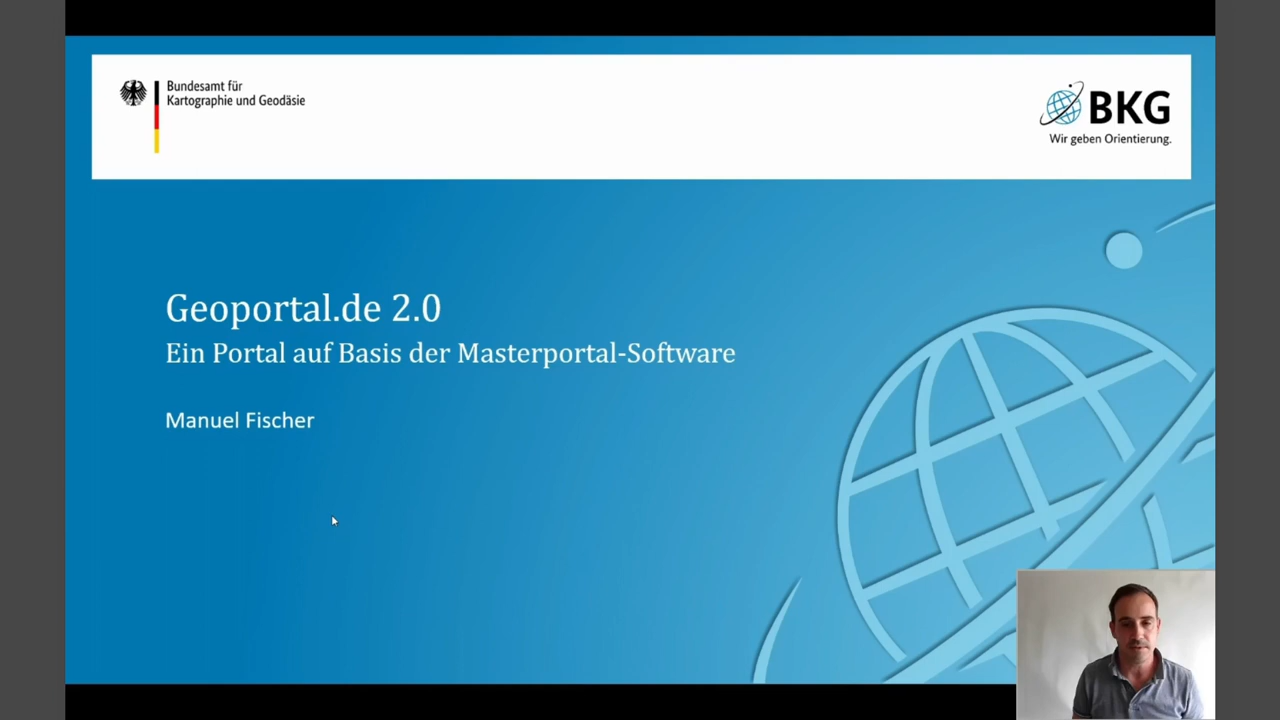 Bundesamt für
Kartographie und Geodäsie
BKG
Wir geben Orientierung.
Geoportal.de 2.0
Ein Portal auf Basis der Masterportal-Software
Manuel Fischer